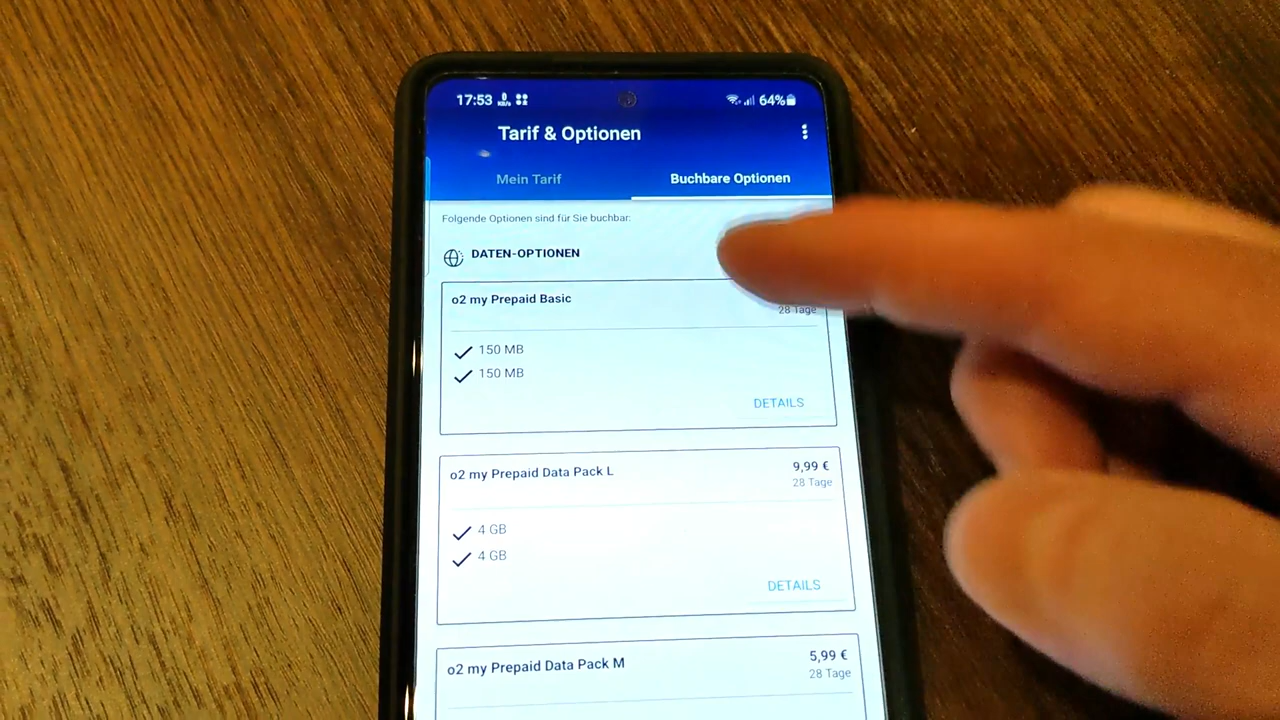 17:53 0 KB/s 64%
Tarif & Optionen
Mein Tarif Buchbare Optionen
Folgende Optionen sind für Sie buchbar:
DATEN-OPTIONEN
o2 my Prepaid Basic
28 Tage
150 MB
150 MB
DETAILS
o2 my Prepaid Data Pack L 9,99 €
28 Tage
4 GB
4 GB
DETAILS
o2 my Prepaid Data Pack M 5,99 €
28 Tage